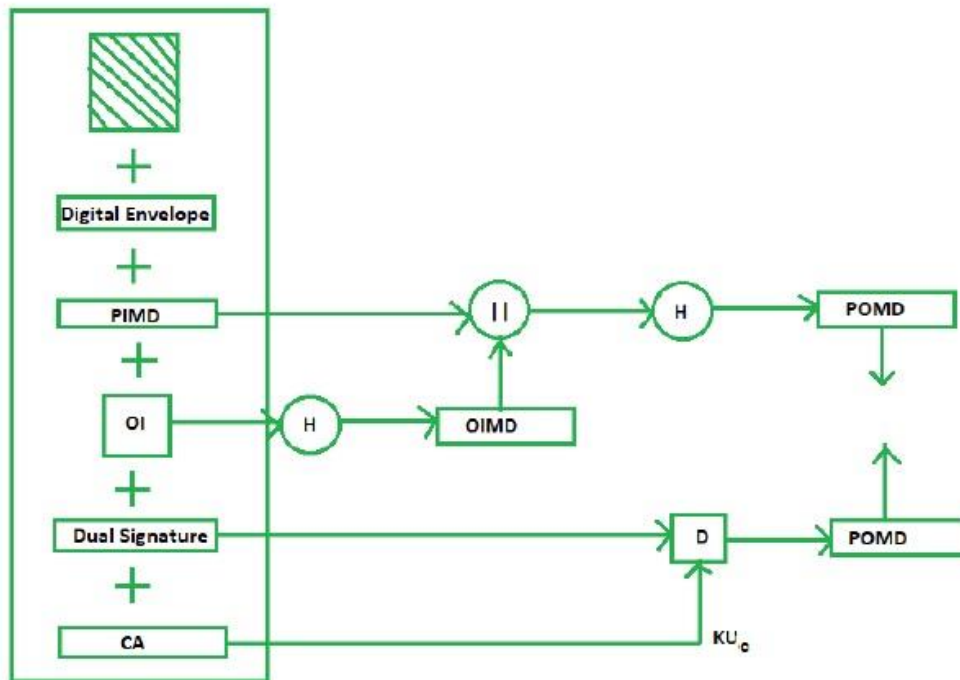 +
Digital Envelope
+
PIMD
||
H
POMD
+
OI
H
OIMD
+
Dual Signature
D
POMD
+
CA
KUc